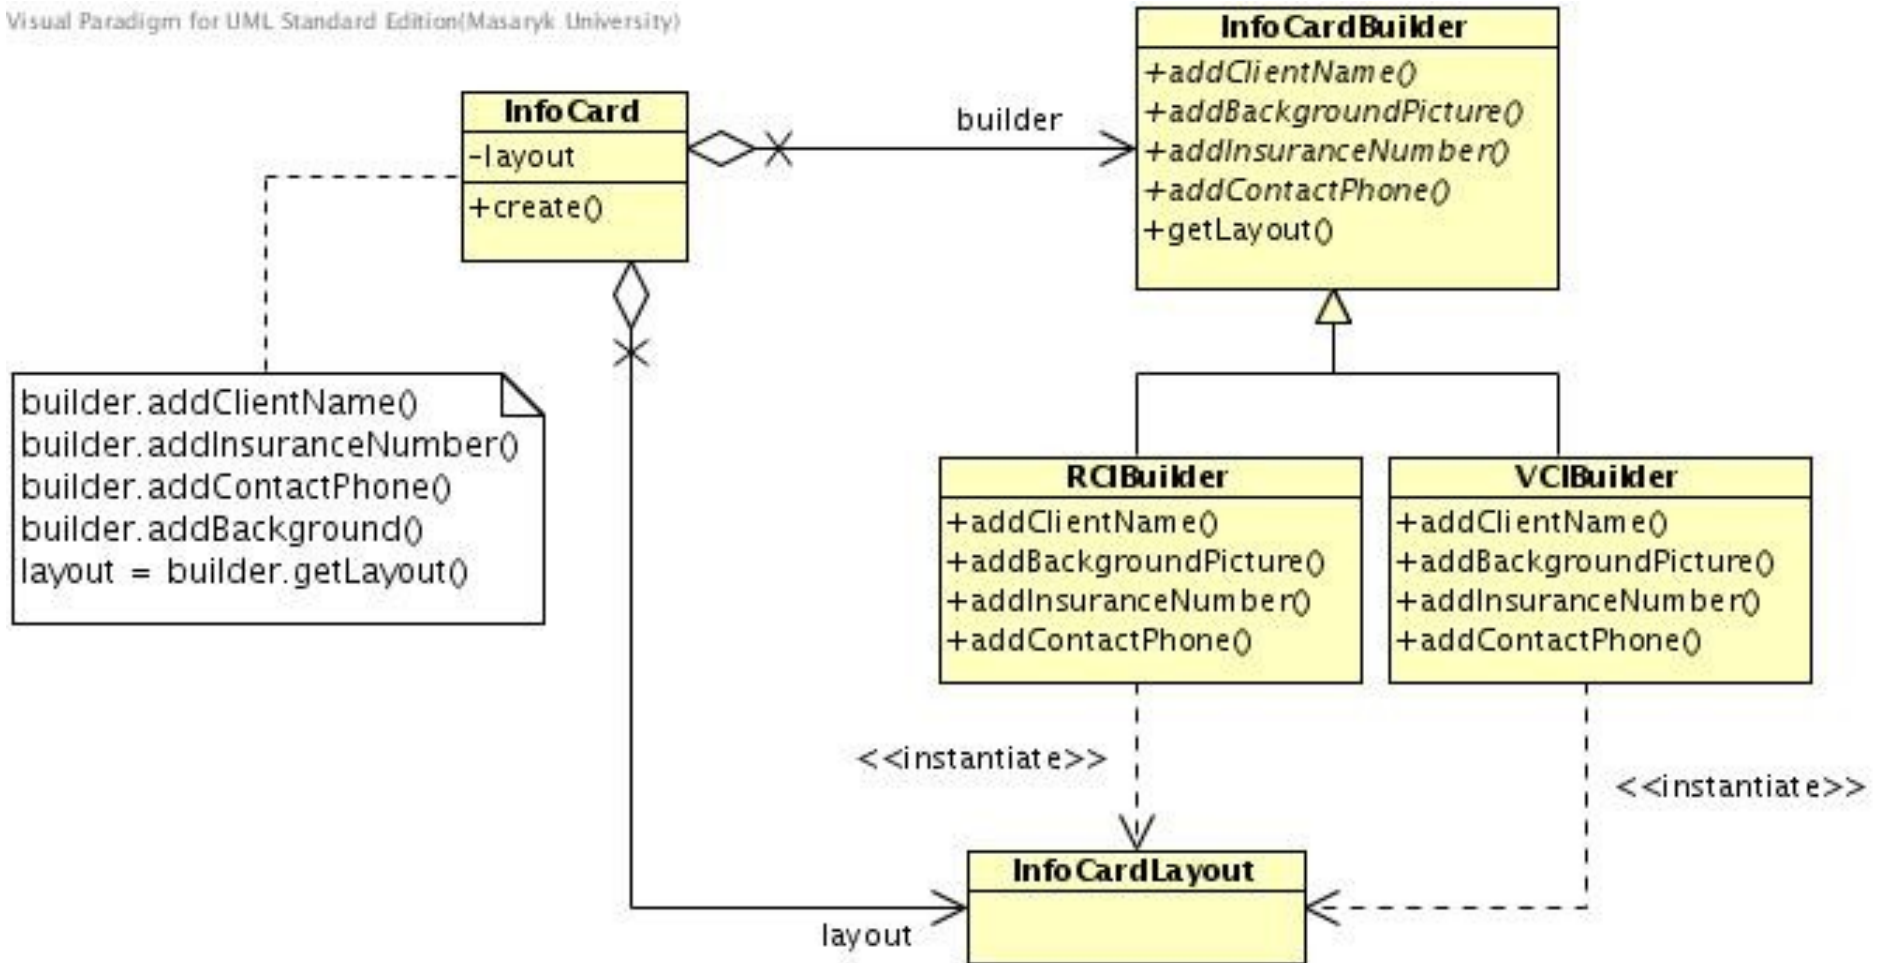 Visual Paradigm for UML Standard Edition(Masaryk University)
InfoCardBuilder
+addClientName()
+addBackgroundPicture()
+addInsuranceNumber()
+addContactPhone()
+getLayout()
InfoCard
-layout
+create()
builder
builder.addClientName()
builder.addInsuranceNumber()
builder.addContactPhone()
builder.addBackground()
layout = builder.getLayout()
RCIBuilder
+addClientName()
+addBackgroundPicture()
+addInsuranceNumber()
+addContactPhone()
VCIBuilder
+addClientName()
+addBackgroundPicture()
+addInsuranceNumber()
+addContactPhone()
<<instantiate>>
<<instantiate>>
InfoCardLayout
layout